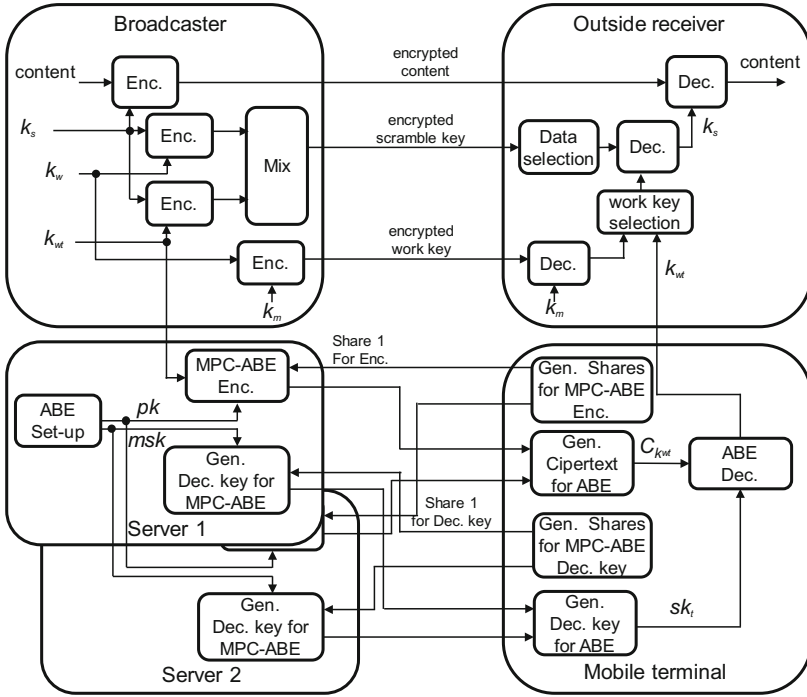 Broadcaster
Outside receiver
content
Enc.
encrypted
content
Dec.
content
k_s
Enc.
Mix
encrypted
scramble key
Data
selection
Dec.
k_s
k_w
Enc.
work key
selection
k_wt
encrypted
work key
Enc.
Dec.
k_wt
k_m
k_m
MPC-ABE
Enc.
Share 1
For Enc.
Gen. Shares
for MPC-ABE
Enc.
ABE
Set-up
pk
msk
Gen.
Dec. key for
MPC-ABE
Gen.
Cipertext
for ABE
C_kwt
ABE
Dec.
Server 1
Share 1
for Dec. key
Gen. Shares
for MPC-ABE
Dec. key
Gen.
Dec. key for
MPC-ABE
Gen.
Dec. key
for ABE
sk_t
Server 2
Mobile terminal